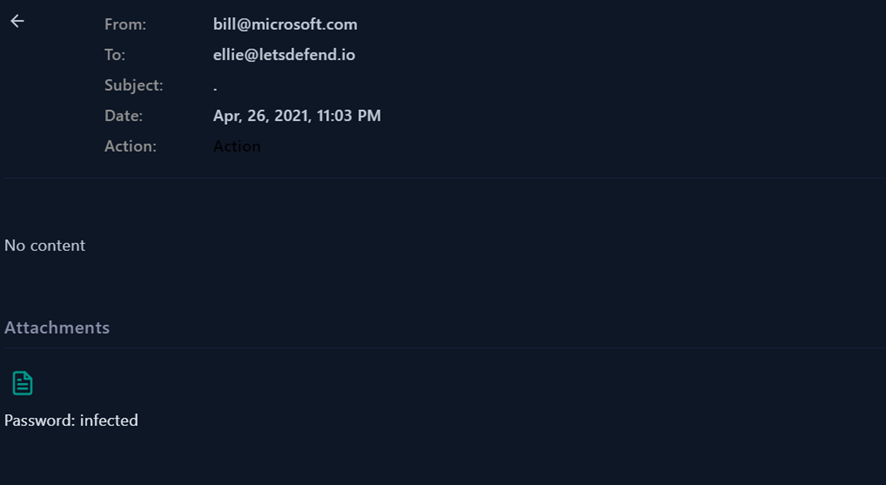 From: bill@microsoft.com
To: ellie@letsdefend.io
Subject: .
Date: Apr, 26, 2021, 11:03 PM
Action: Action
No content
Attachments
Password: infected